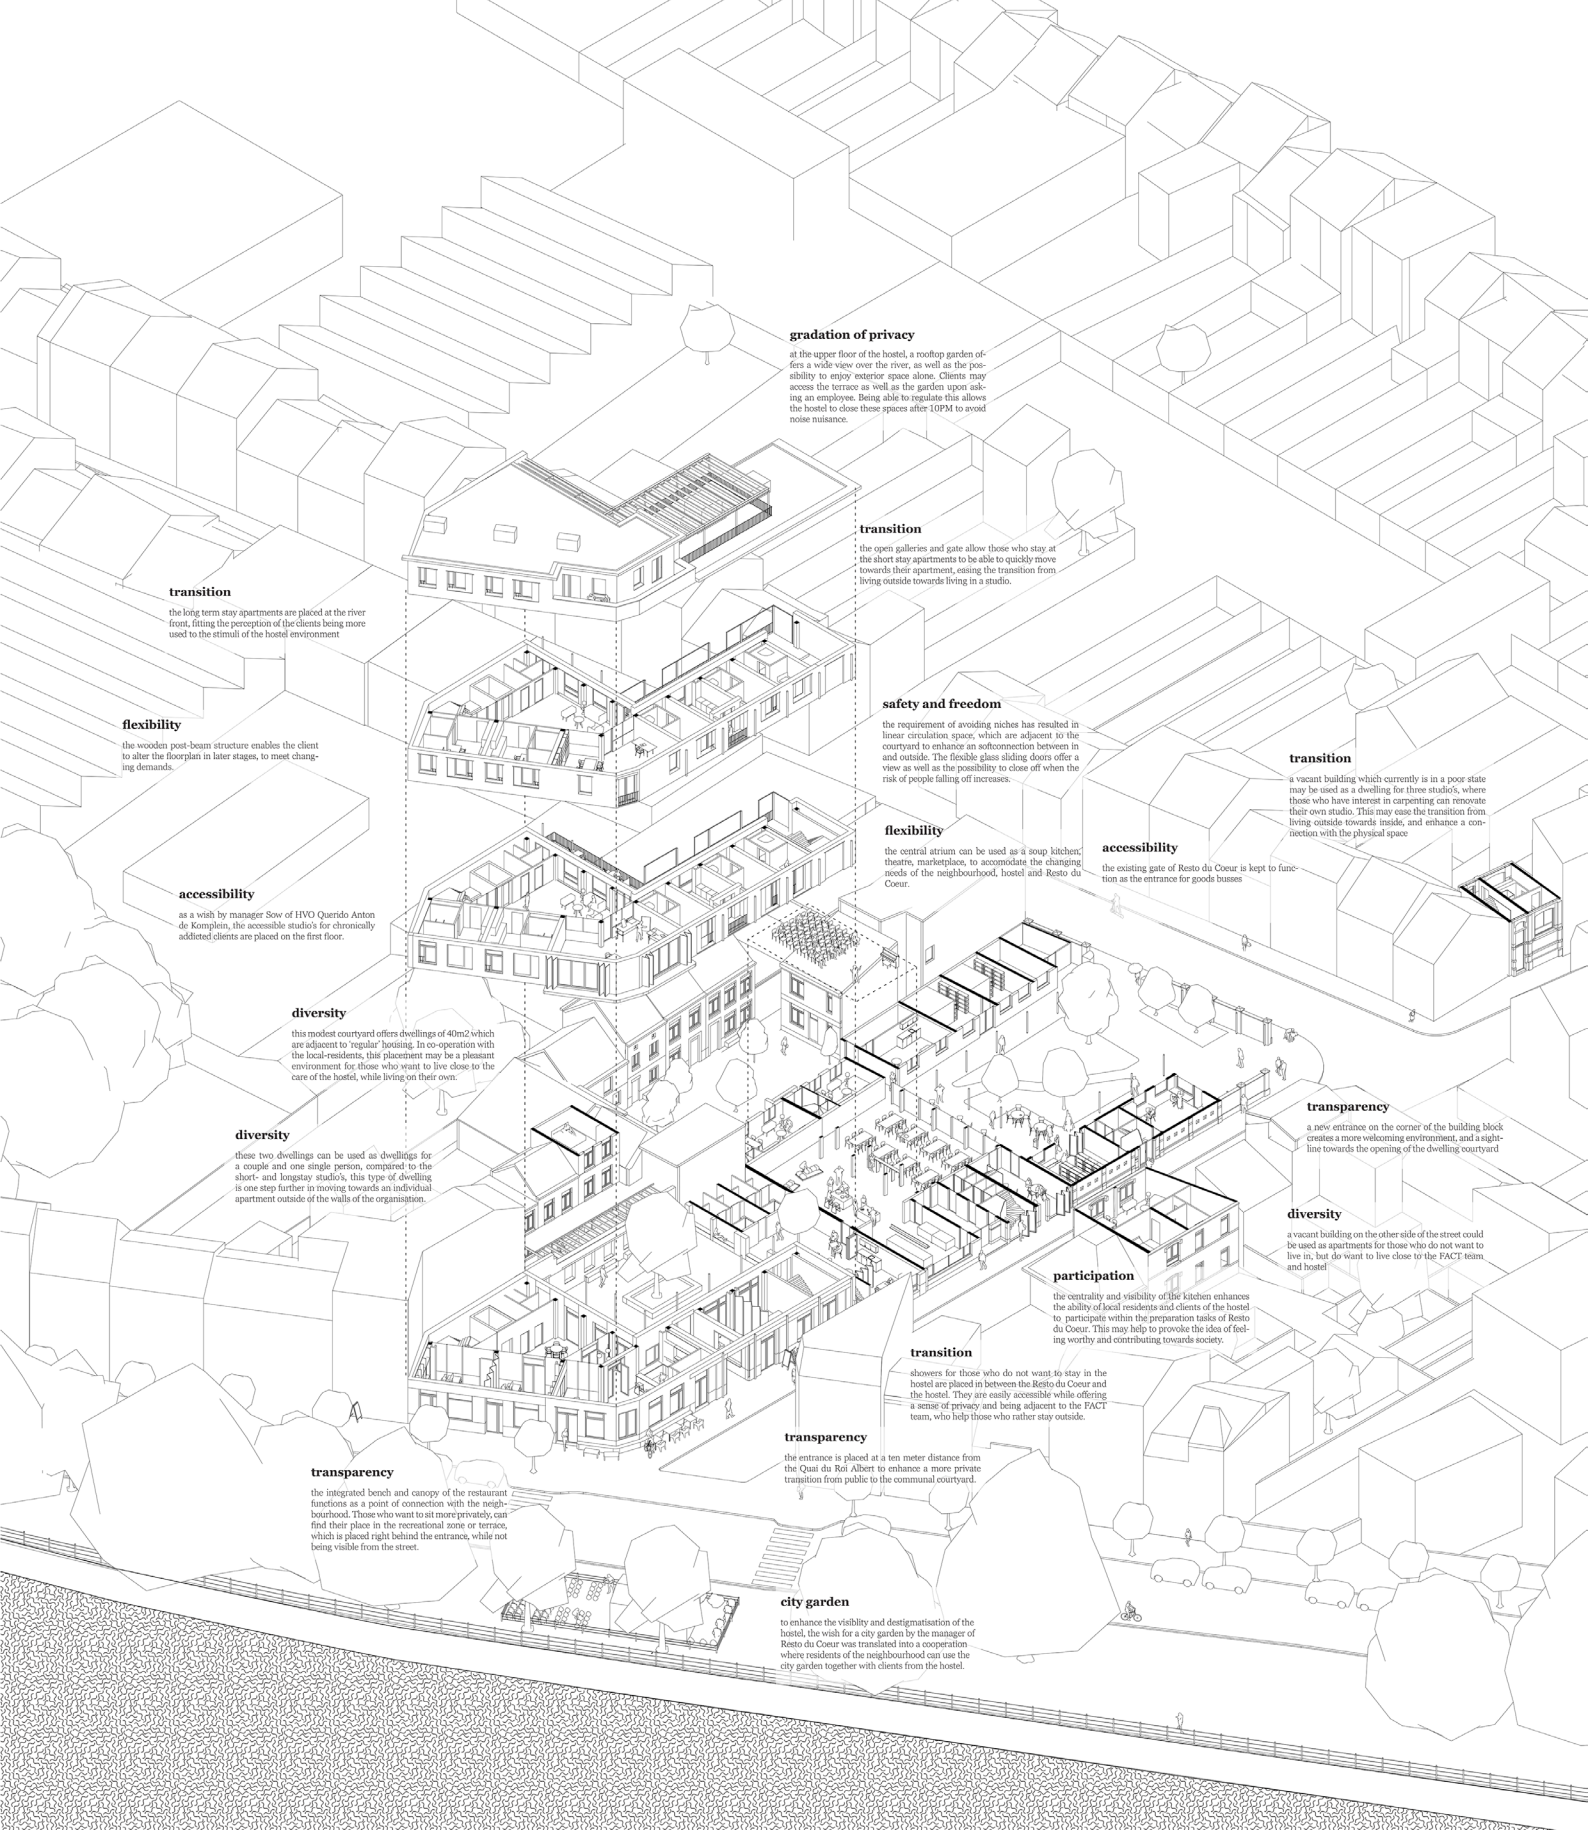 gradation of privacy
at the upper floor of the hostel, a rooftop garden of-
fers a wide view over the river, as well as the pos-
sibility to enjoy exterior space alone. Clients may
access the terrace as well as the garden upon ask-
ing an employee. Being able to regulate this allows
the hostel to close these spaces after 10PM to avoid
noise nuisance.
transition
the open galleries and gate allow those who stay at
the short stay apartments to be able to quickly move
towards their apartment, easing the transition from
living outside towards living in a studio.
transition
the long term stay apartments are placed at the river
front, fitting the perception of the clients being more
used to the stimuli of the hostel environment
flexibility
the wooden post-beam structure enables the client
to alter the floorplan in later stages, to meet chang-
ing demands.
safety and freedom
the requirement of avoiding niches has resulted in
linear circulation space, which are adjacent to the
courtyard to enhance an softconnection between in
and outside. The flexible glass sliding doors offer a
view as well as the possibility to close off when the
risk of people falling off increases.
transition
a vacant building which currently is in a poor state
may be used as a dwelling for three studio's, where
those who have interest in carpenting can renovate
their own studio. This may ease the transition from
living outside towards inside, and enhance a con-
nection with the physical space
flexibility
the central atrium can be used as a soup kitchen,
theatre, marketplace, to accomodate the changing
needs of the neighbourhood, hostel and Resto du
Coeur.
accessibility
the existing gate of Resto du Coeur is kept to func-
tion as the entrance for goods busses
accessibility
as a wish by manager Sow of HVO Querido Anton
de Komplein, the accessible studio's for chronically
addicted clients are placed on the first floor.
diversity
this modest courtyard offers dwellings of 40m2 which
are adjacent to 'regular' housing. In co-operation with
the local-residents, this placement may be a pleasant
environment for those who want to live close to the
care of the hostel, while living on their own.
diversity
these two dwellings can be used as dwellings for
a couple and one single person, compared to the
short- and longstay studio's, this type of dwelling
is one step further in moving towards an individual
apartment outside of the walls of the organisation.
transparency
a new entrance on the corner of the building block
creates a more welcoming environment, and a sight-
line towards the opening of the dwelling courtyard
diversity
a vacant building on the other side of the street could
be used as apartments for those who do not want to
live in, but do want to live close to the FACT team
and hostel
participation
the centrality and visibility of the kitchen enhances
the ability of local residents and clients of the hostel
to participate within the preparation tasks of Resto
du Coeur. This may help to provoke the idea of feel-
ing worthy and contributing towards society.
transition
showers for those who do not want to stay in the
hostel are placed in between the Resto du Coeur and
the hostel. They are easily accessible while offering
a sense of privacy and being adjacent to the FACT
team, who help those who rather stay outside.
transparency
the entrance is placed at a ten meter distance from
the Quai du Roi Albert to enhance a more private
transition from public to the communal courtyard.
transparency
the integrated bench and canopy of the restaurant
functions as a point of connection with the neigh-
bourhood. Those who want to sit more privately, can
find their place in the recreational zone or terrace,
which is placed right behind the entrance, while not
being visible from the street.
city garden
to enhance the visiblity and destigmatisation of the
hostel, the wish for a city garden by the manager of
Resto du Coeur was translated into a cooperation
where residents of the neighbourhood can use the
city garden together with clients from the hostel.